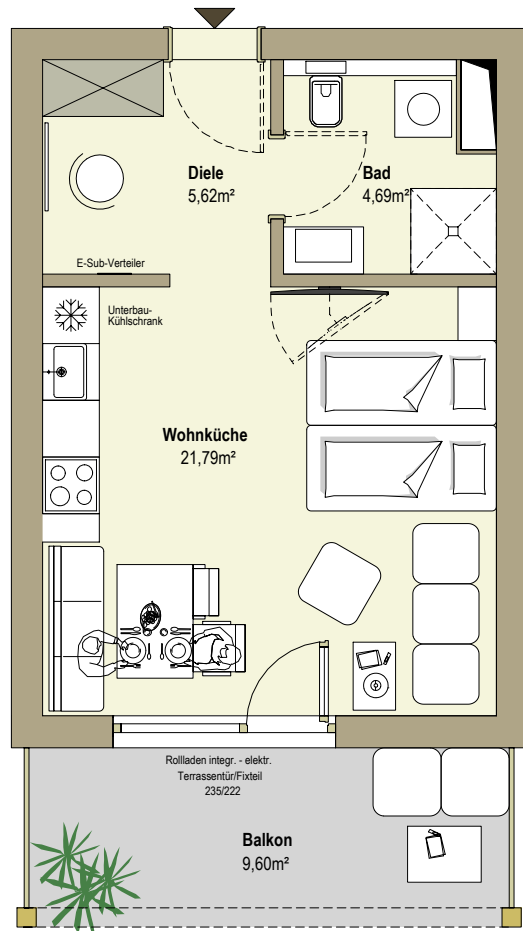 Diele
5,62m²
Bad
4,69m²
E-Sub-Verteiler
Unterbau-
Kühlschrank
Wohnküche
21,79m²
Rollladen integr. - elektr.
Terrassentür/Fixteil
235/222
Balkon
9,60m²